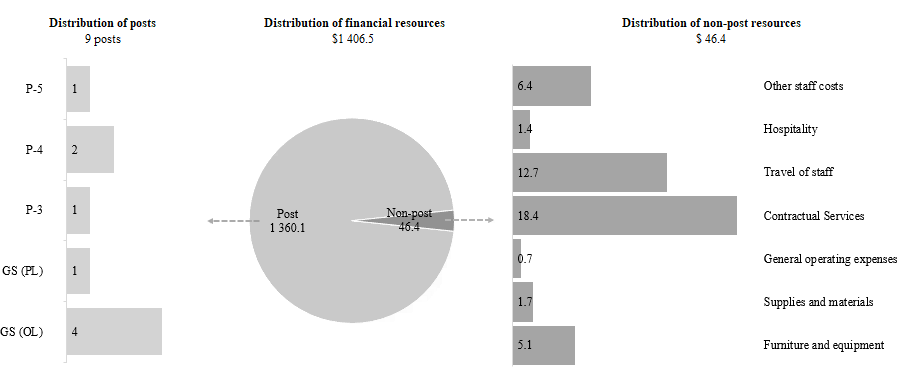 Distribution of posts
9 posts
P-5
1
P-4
2
P-3
1
GS (PL)
1
GS (OL)
4
Distribution of financial resources
$1 406.5
Post
1 360.1
Non-post
46.4
Distribution of non-post resources
$ 46.4
6.4
Other staff costs
1.4
Hospitality
12.7
Travel of staff
18.4
Contractual Services
0.7
General operating expenses
1.7
Supplies and materials
5.1
Furniture and equipment